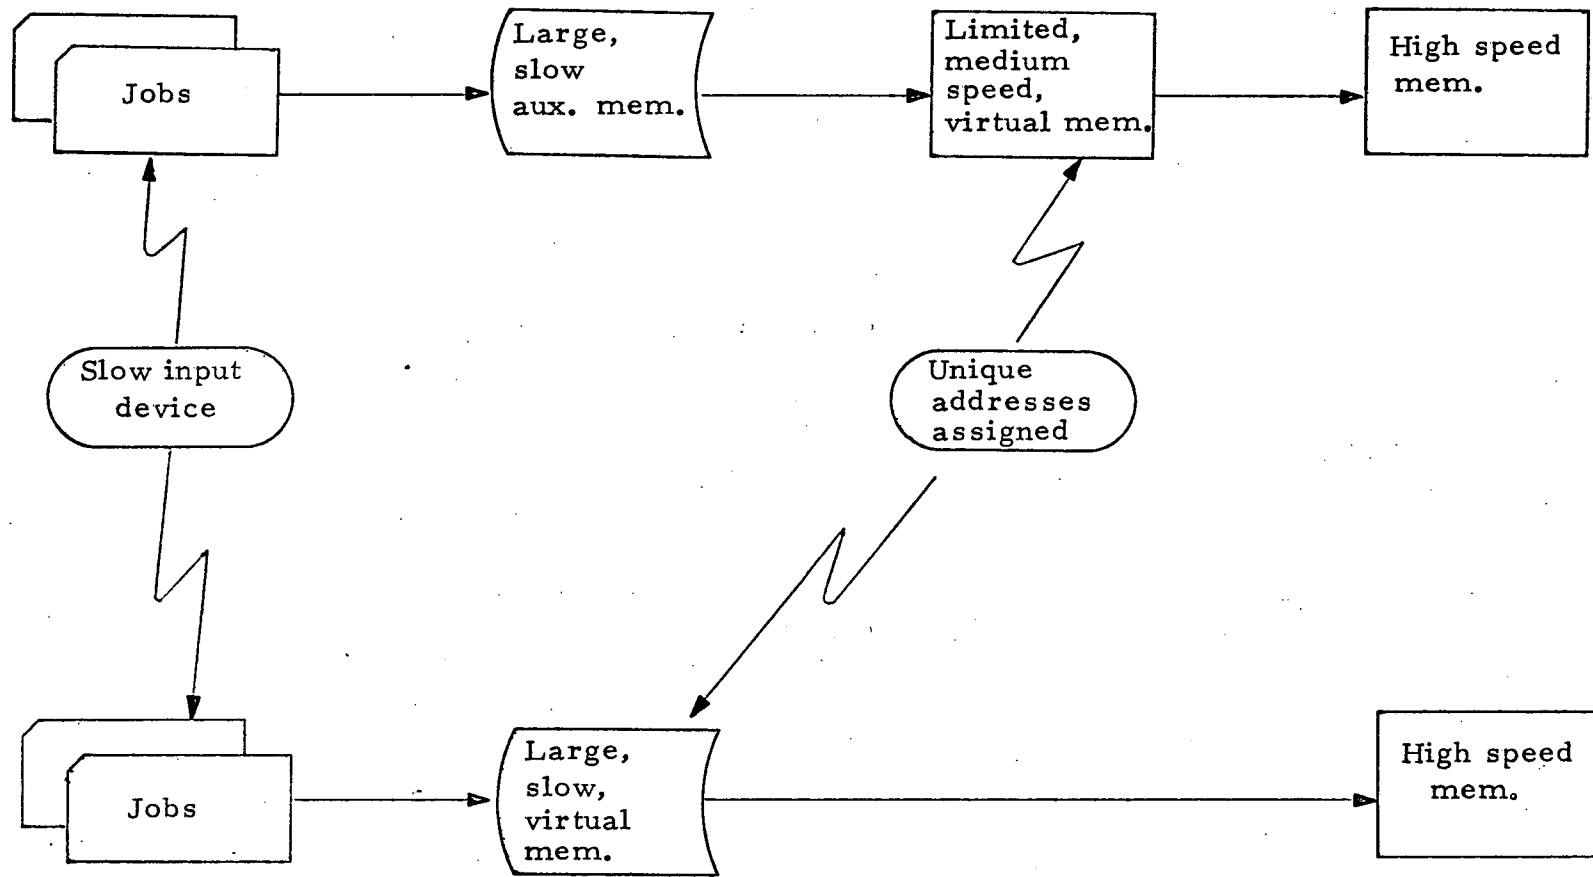 Jobs
Large,
slow
aux. mem.
Limited,
medium
speed,
virtual mem.
High speed
mem.
Slow input
device
Unique
addresses
assigned
Jobs
Large,
slow,
virtual
mem.
High speed
mem.